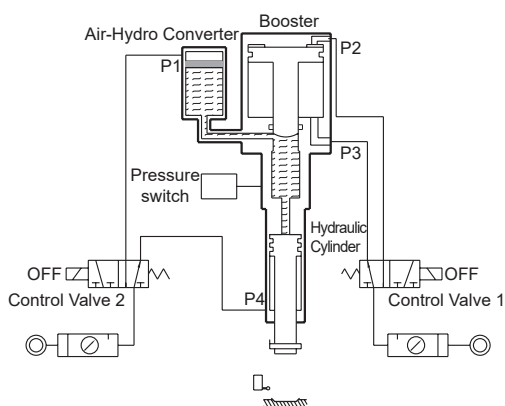 Booster
Air-Hydro Converter
P1
P2
P3
Pressure
switch
Hydraulic
Cylinder
OFF
OFF
P4
Control Valve 2
Control Valve 1